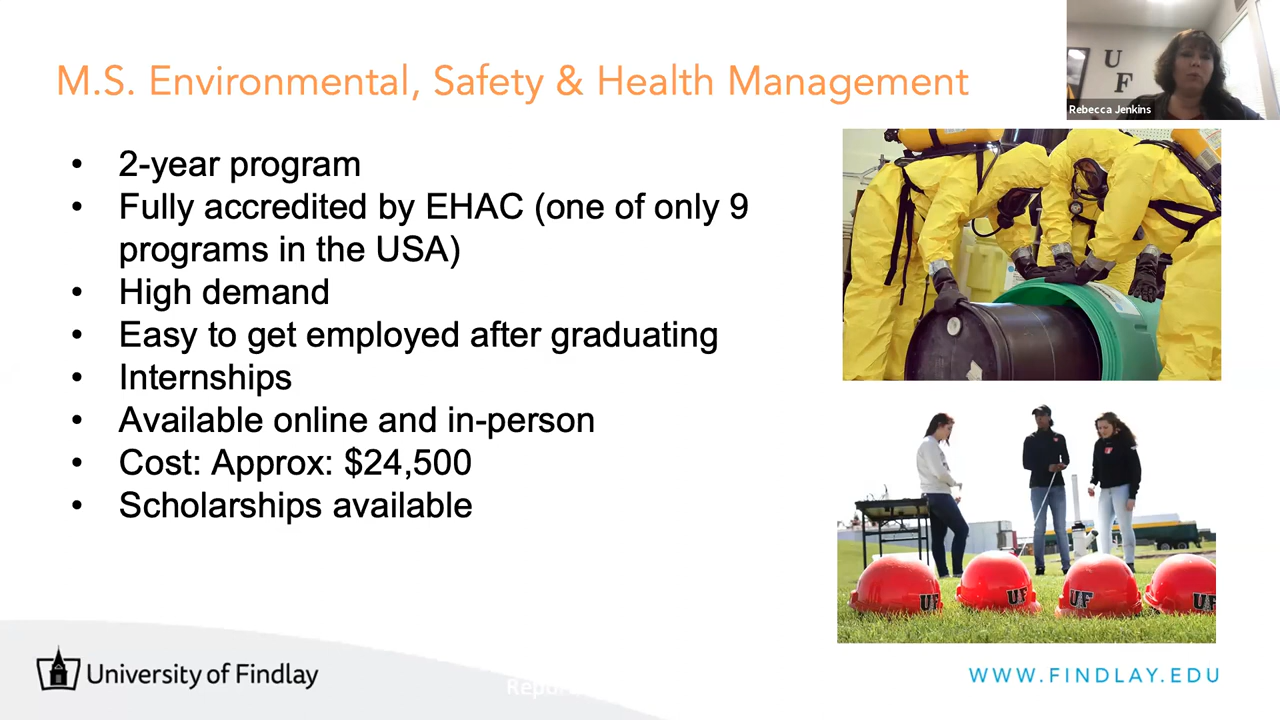 M.S. Environmental, Safety & Health Management
U
F
Rebecca Jenkins
• 2-year program
• Fully accredited by EHAC (one of only 9
programs in the USA)
• High demand
• Easy to get employed after graduating
• Internships
• Available online and in-person
• Cost: Approx: $24,500
• Scholarships available
UF
UF
UF
UF
University of Findlay
WWW.FINDLAY.EDU